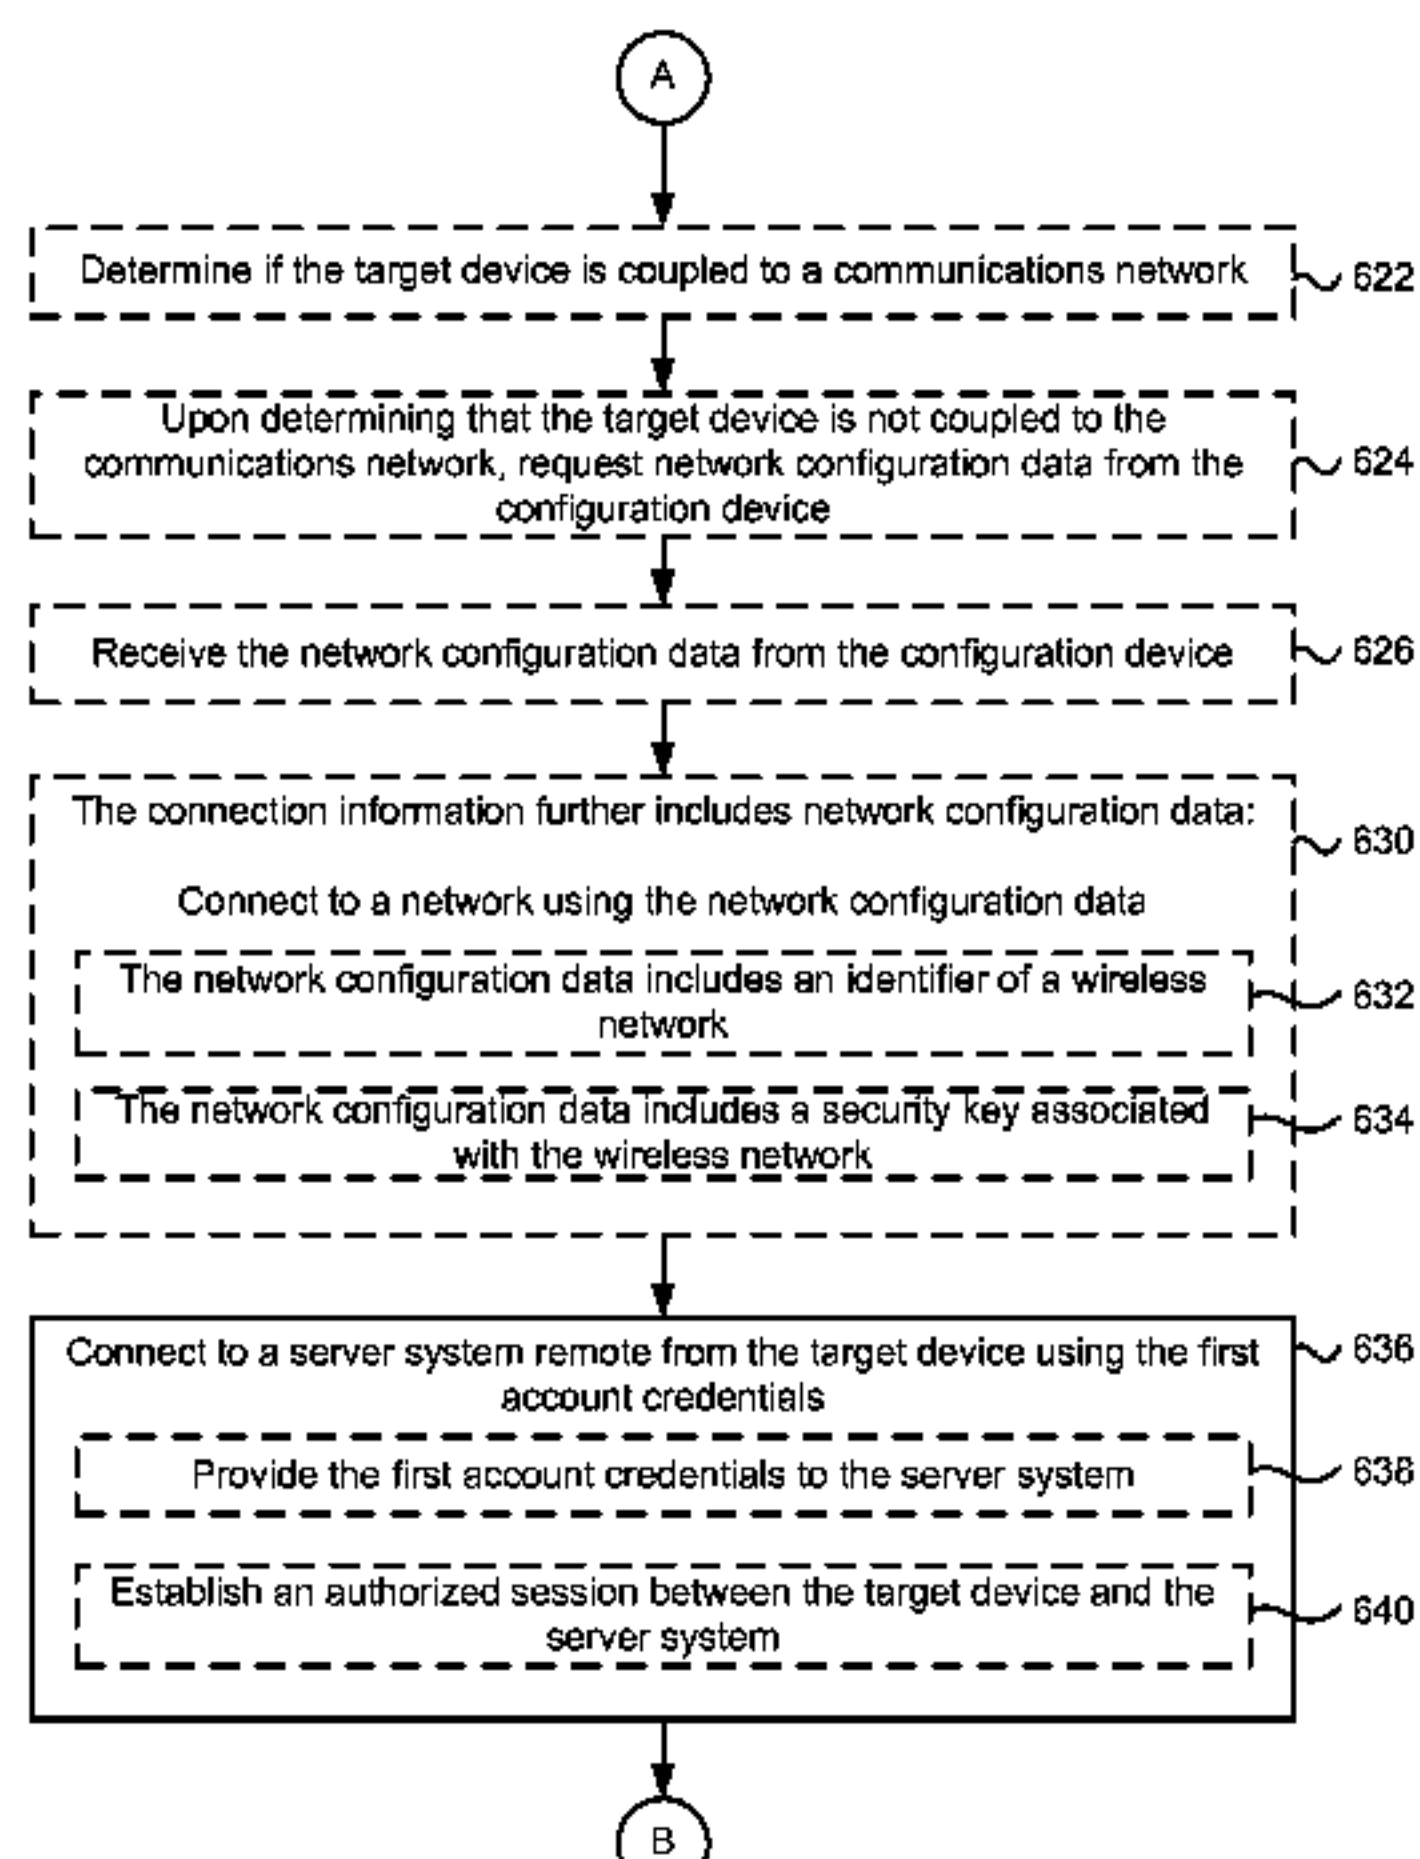 A
Determine if the target device is coupled to a communications network
622
Upon determining that the target device is not coupled to the
communications network, request network configuration data from the
configuration device
624
Receive the network configuration data from the configuration device
626
The connection information further includes network configuration data:
630
Connect to a network using the network configuration data
The network configuration data includes an identifier of a wireless
network
632
The network configuration data includes a security key associated
with the wireless network
634
Connect to a server system remote from the target device using the first
account credentials
636
Provide the first account credentials to the server system
638
Establish an authorized session between the target device and the
server system
640
B